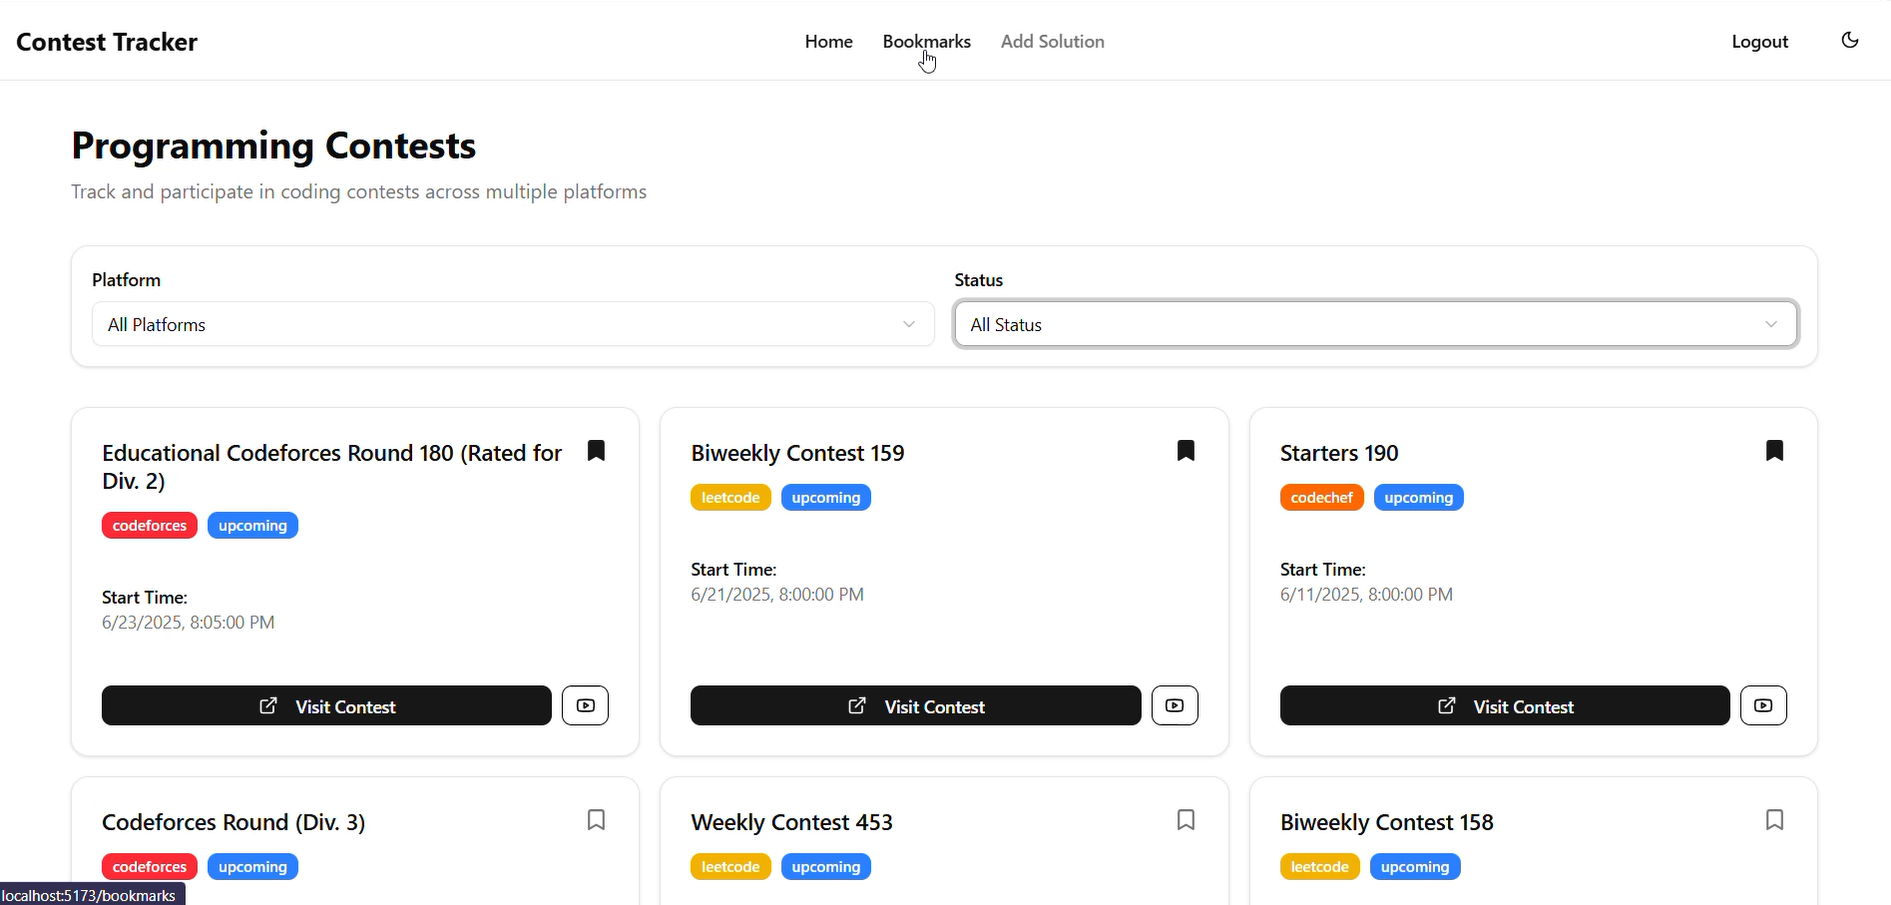 Contest Tracker
Home
Bookmarks
Add Solution
Logout
Programming Contests
Track and participate in coding contests across multiple platforms
Platform
All Platforms
Status
All Status
Educational Codeforces Round 180 (Rated for
Div. 2)
codeforces
upcoming
Start Time:
6/23/2025, 8:05:00 PM
Visit Contest
Biweekly Contest 159
leetcode
upcoming
Start Time:
6/21/2025, 8:00:00 PM
Visit Contest
Starters 190
codechef
upcoming
Start Time:
6/11/2025, 8:00:00 PM
Visit Contest
Codeforces Round (Div. 3)
codeforces
upcoming
Weekly Contest 453
leetcode
upcoming
Biweekly Contest 158
leetcode
upcoming
localhost:5173/bookmarks